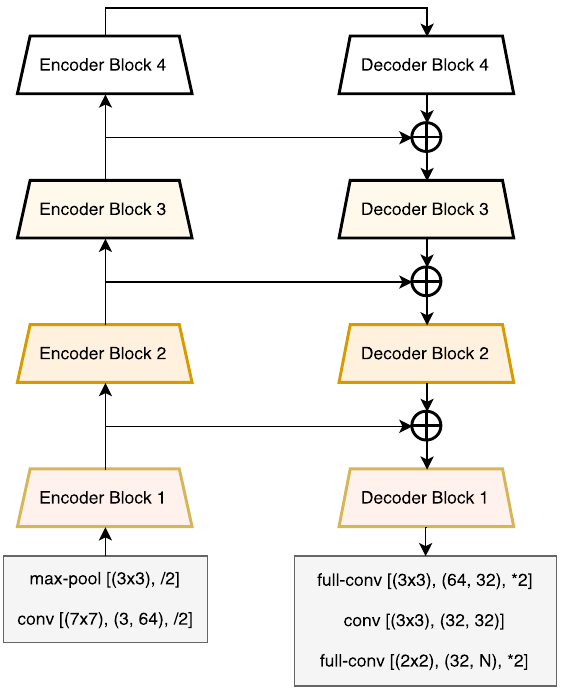 Encoder Block 4
Decoder Block 4
Encoder Block 3
Decoder Block 3
Encoder Block 2
Decoder Block 2
Encoder Block 1
Decoder Block 1
max-pool [(3x3), /2]
conv [(7x7), (3, 64), /2]
full-conv [(3x3), (64, 32), *2]
conv [(3x3), (32, 32)]
full-conv [(2x2), (32, N), *2]